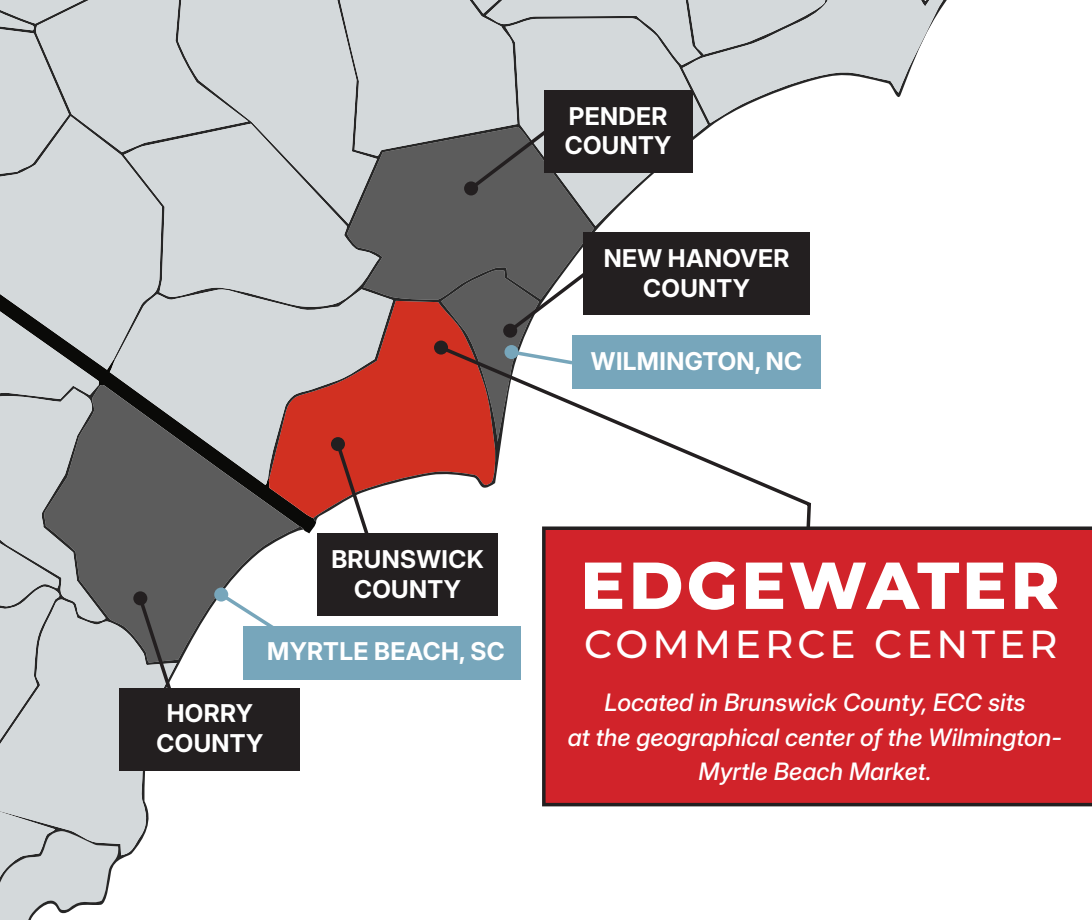 PENDER
COUNTY
NEW HANOVER
COUNTY
WILMINGTON, NC
BRUNSWICK
COUNTY
MYRTLE BEACH, SC
HORRY
COUNTY
EDGEWATER
COMMERCE CENTER
Located in Brunswick County, ECC sits
at the geographical center of the Wilmington-
Myrtle Beach Market.